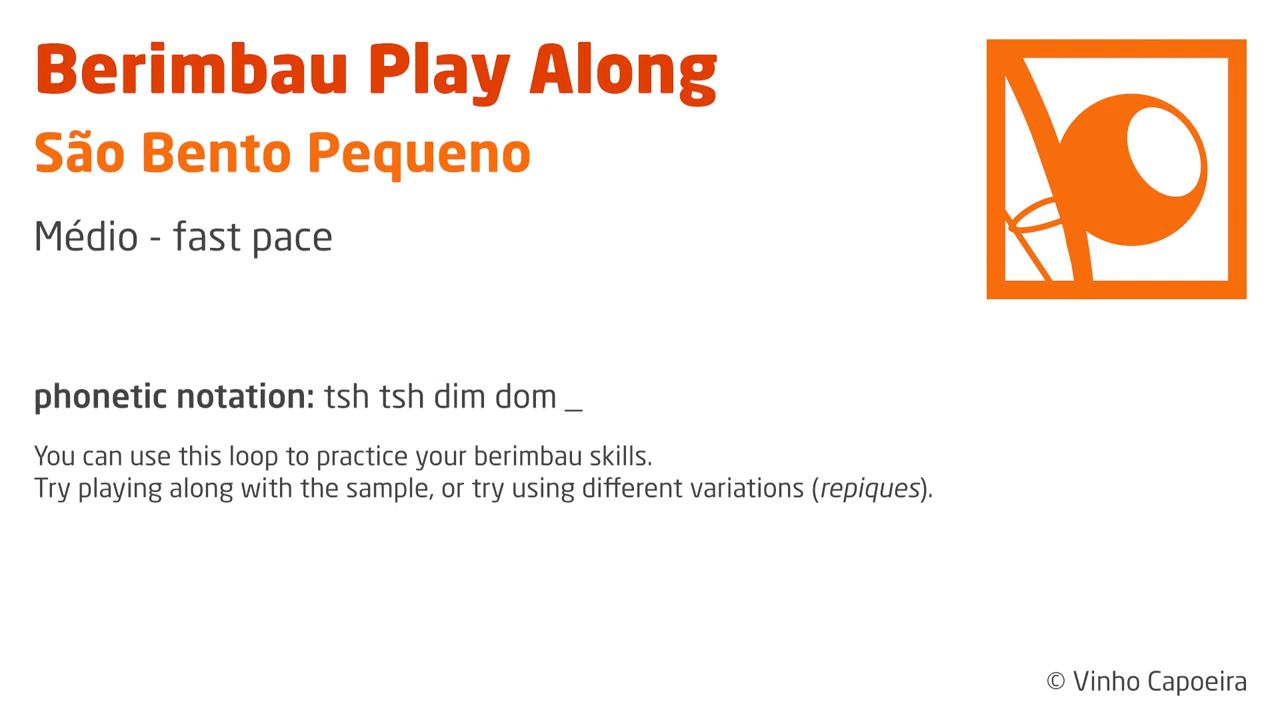 Berimbau Play Along
São Bento Pequeno
Médio - fast pace
phonetic notation: tsh tsh dim dom _
You can use this loop to practice your berimbau skills.
Try playing along with the sample, or try using different variations (repiques).
© Vinho Capoeira